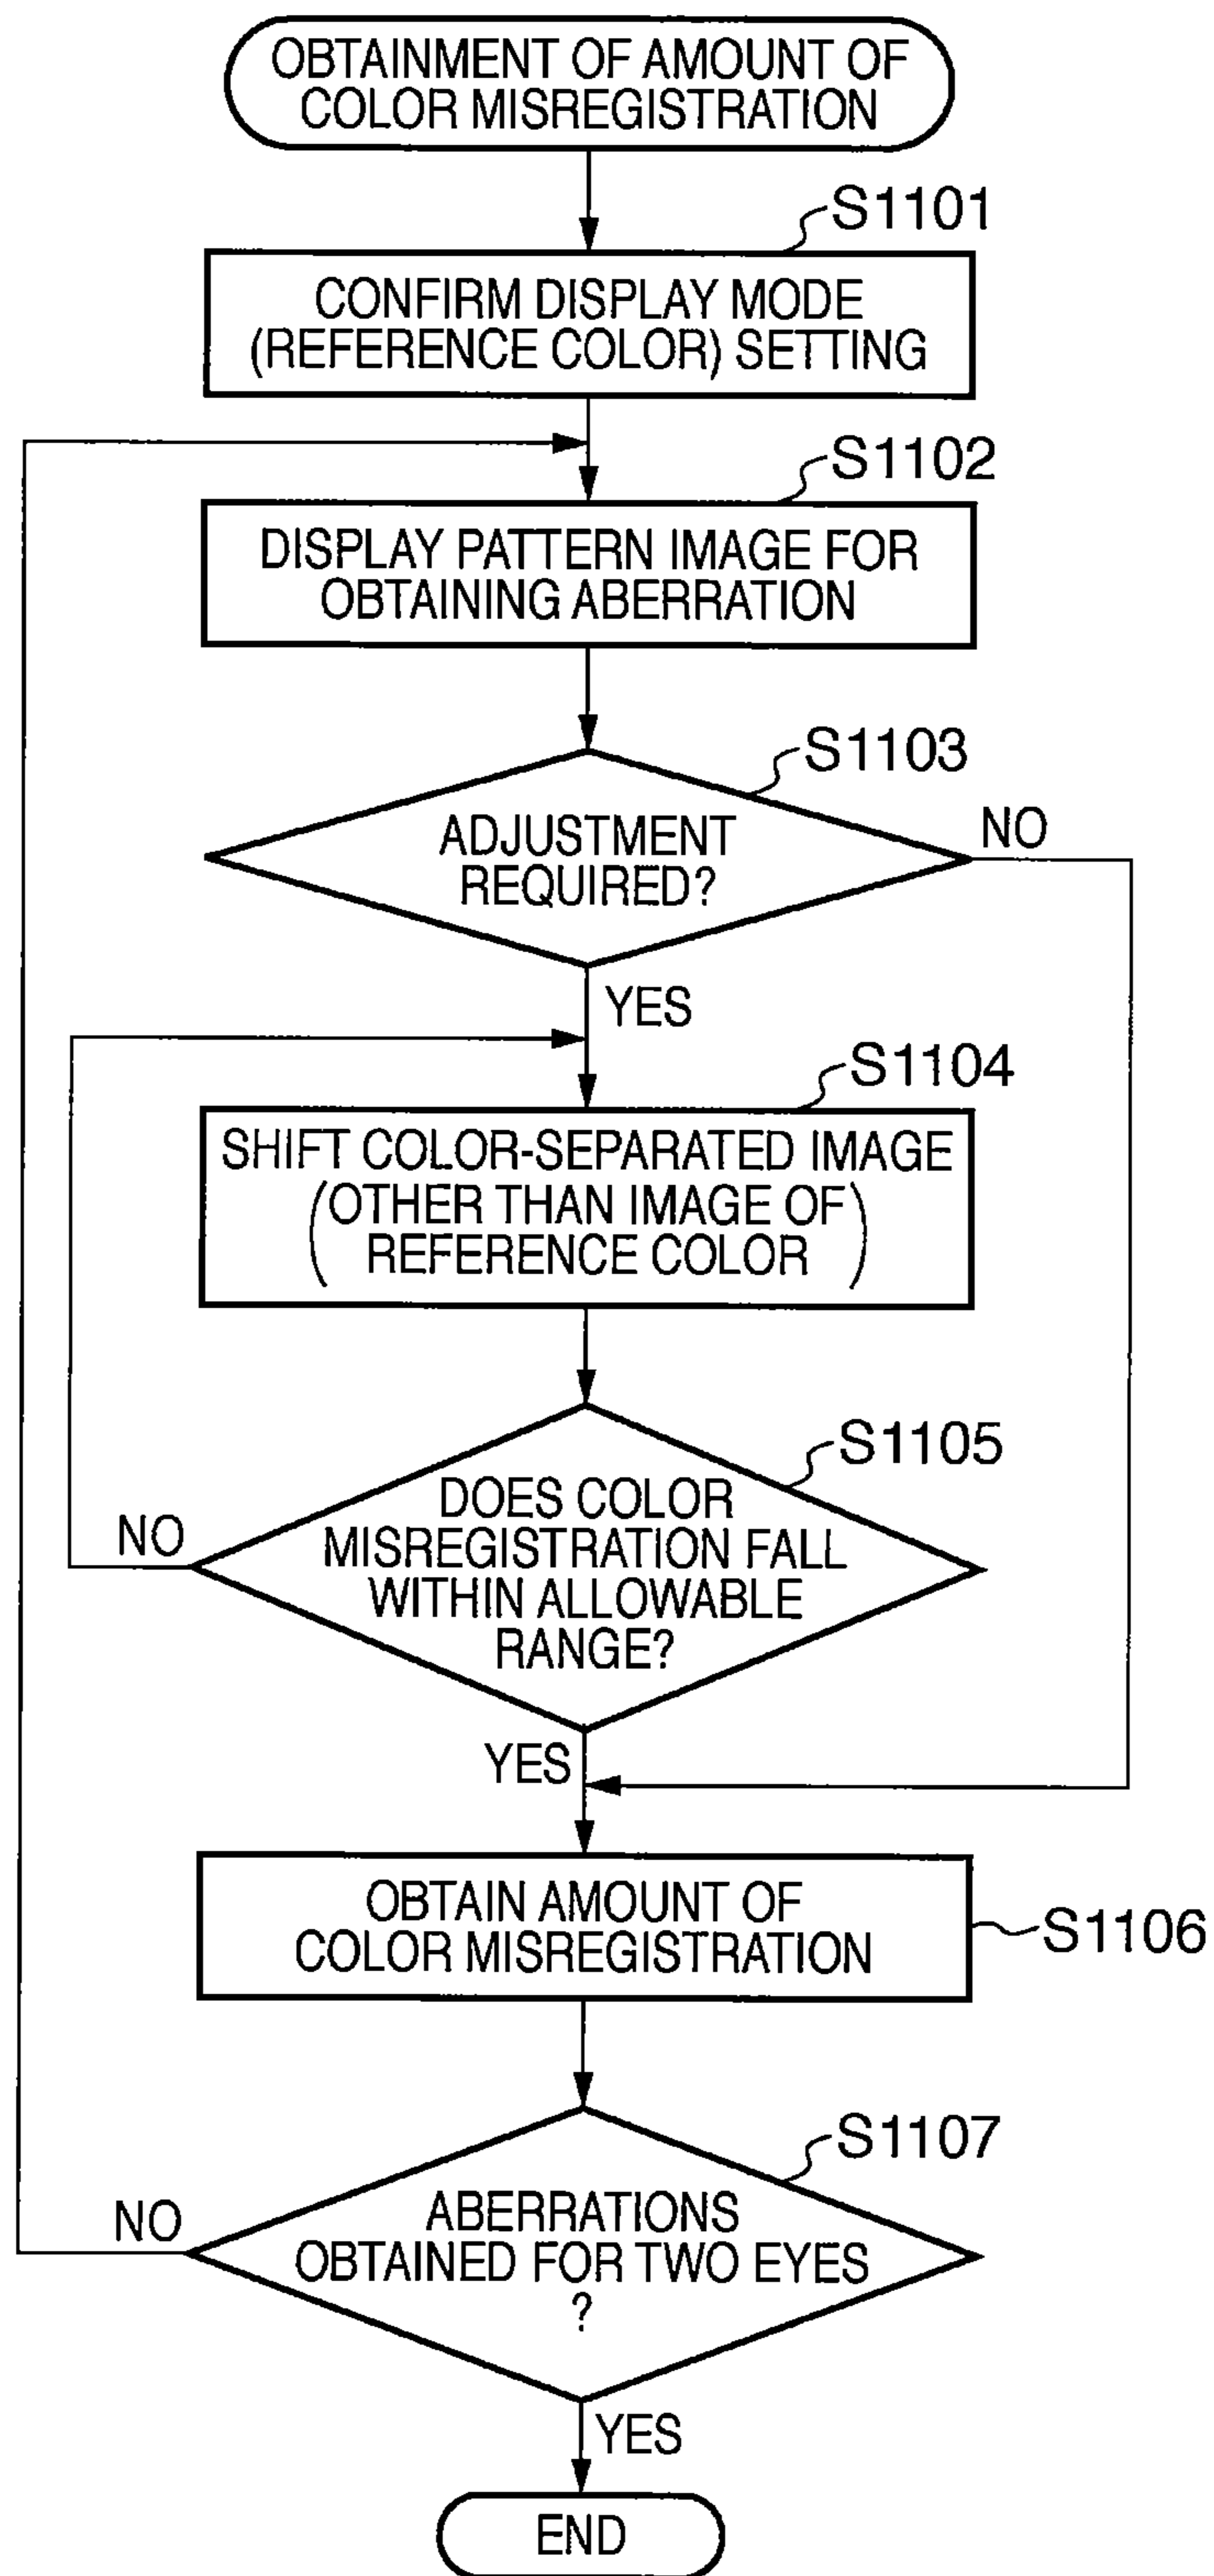 OBTAINMENT OF AMOUNT OF
COLOR MISREGISTRATION
S1101
CONFIRM DISPLAY MODE
(REFERENCE COLOR) SETTING
S1102
DISPLAY PATTERN IMAGE FOR
OBTAINING ABERRATION
S1103
ADJUSTMENT
REQUIRED?
NO
YES
S1104
SHIFT COLOR-SEPARATED IMAGE
(OTHER THAN IMAGE OF
REFERENCE COLOR)
S1105
DOES COLOR
MISREGISTRATION FALL
WITHIN ALLOWABLE
RANGE?
NO
YES
OBTAIN AMOUNT OF
COLOR MISREGISTRATION
S1106
S1107
ABERRATIONS
OBTAINED FOR TWO EYES
?
NO
YES
END